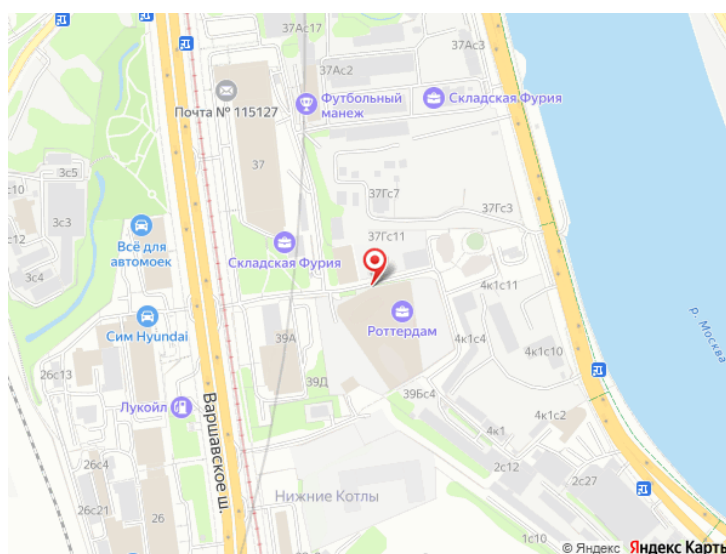 37Ас17
37Ас3
37Ас2
Футбольный
манеж
Складская Фурия
Почта № 115127
37
3с5
с10
3с3
с12
3с4
37Гс7
37Гс3
37Гс11
Всё для
автомоек
Складская Фурия
4к1с11
р. Москва
Роттердам
Сим Hyundai
39А
4к1с4
4к1с10
26с13
39Д
39Бс4
Лукойл
Варшавское ш.
4к1с2
4к1
2с12
26с4
2с27
Нижние Котлы
26с21
26
1с10
© Яндекс Яндекс Карты